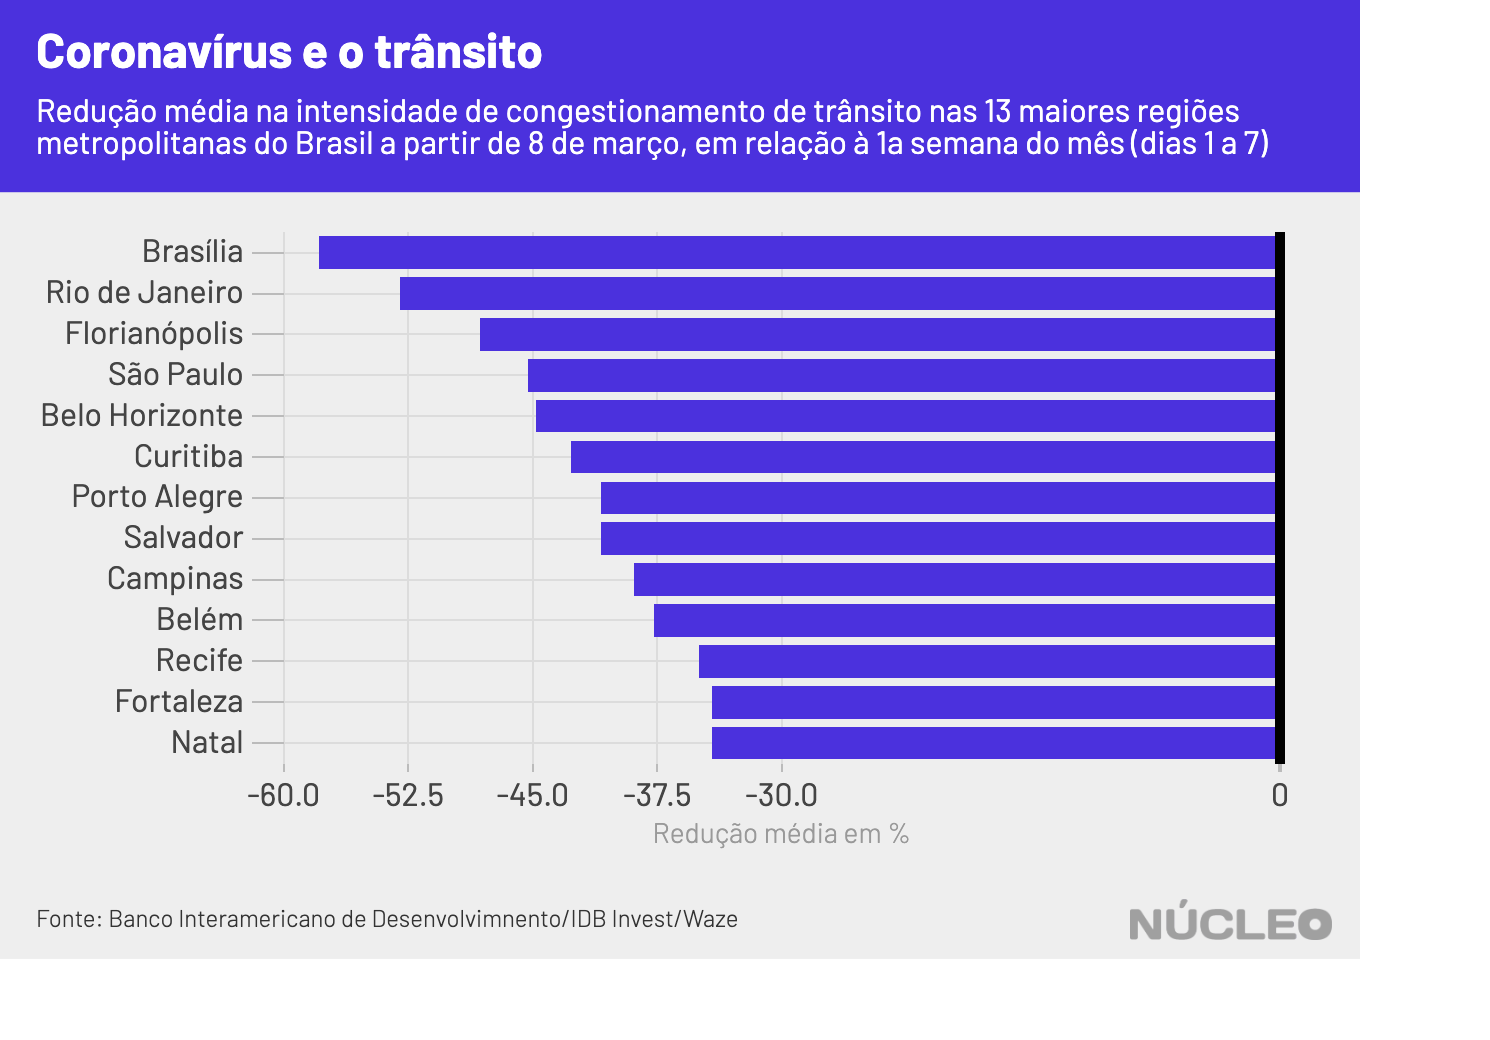 Coronavírus e o trânsito
Redução média na intensidade de congestionamento de trânsito nas 13 maiores regiões
metropolitanas do Brasil a partir de 8 de março, em relação à 1a semana do mês (dias 1 a 7)
Brasília
Rio de Janeiro
Florianópolis
São Paulo
Belo Horizonte
Curitiba
Porto Alegre
Salvador
Campinas
Belém
Recife
Fortaleza
Natal
-60.0 -52.5 -45.0 -37.5 -30.0 0
Redução média em %
Fonte: Banco Interamericano de Desenvolvimnento/IDB Invest/Waze
NÚCLEO